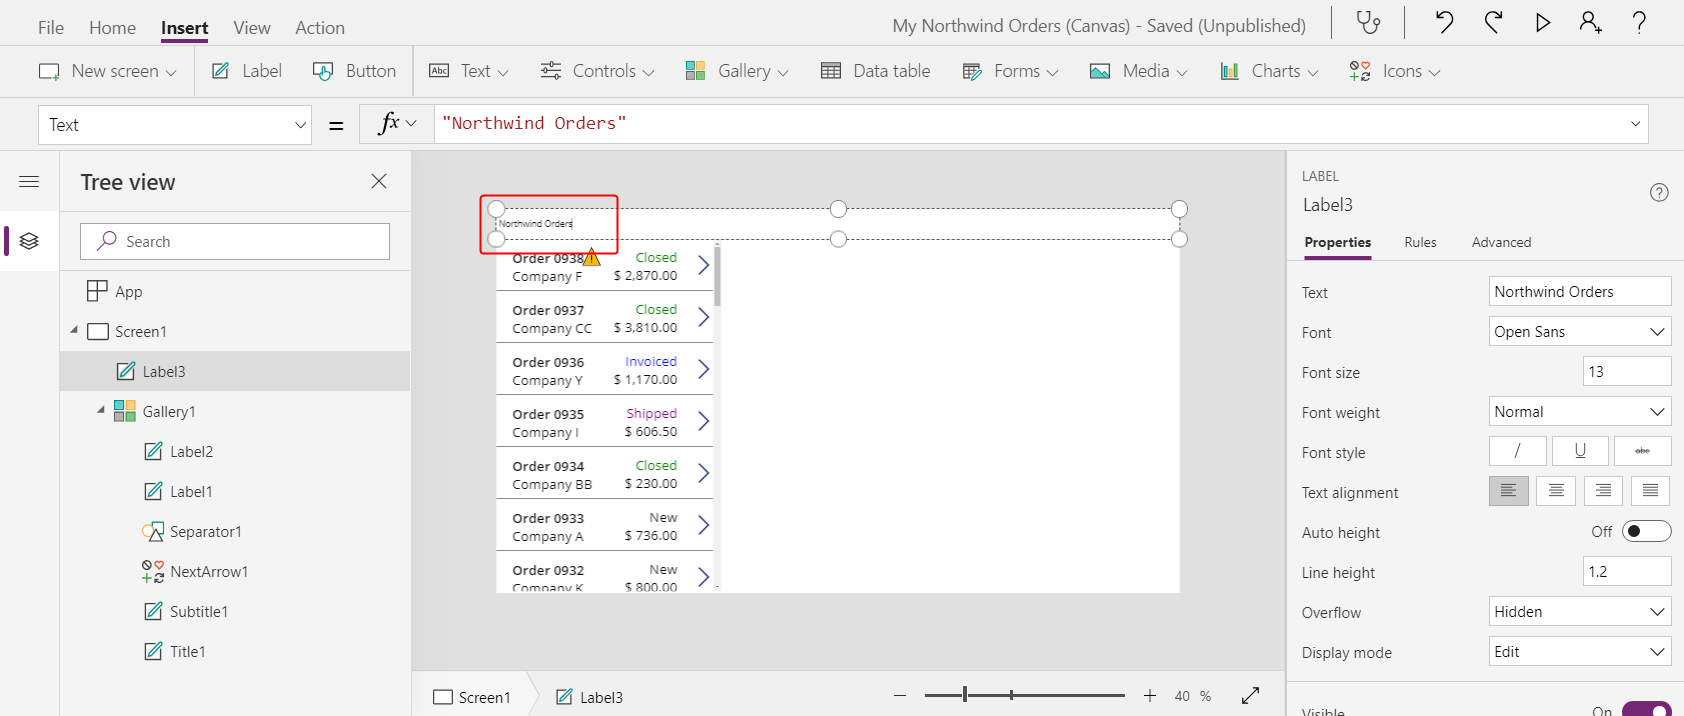 File Home Insert View Action My Northwind Orders (Canvas) - Saved (Unpublished) ?
New screen Label Button Abc Text Controls Gallery Data table Forms Media Charts Icons
Text = fx "Northwind Orders"
Tree view
Search
App
Screen1
Label3
Gallery1
Label2
Label1
Separator1
NextArrow1
Subtitle1
Title1
Northwind Orders
Order 0938 Closed
Company F $ 2,870.00
Order 0937 Closed
Company CC $ 3,810.00
Order 0936 Invoiced
Company Y $ 1,170.00
Order 0935 Shipped
Company I $ 606.50
Order 0934 Closed
Company BB $ 230.00
Order 0933 New
Company A $ 736.00
Order 0932 New
Company K $ 800.00
Screen1 Label3 40 %
LABEL
Label3
Properties Rules Advanced
Text Northwind Orders
Font Open Sans
Font size 13
Font weight Normal
Font style / U abc
Text alignment
Auto height Off
Line height 1.2
Overflow Hidden
Display mode Edit
Visible On